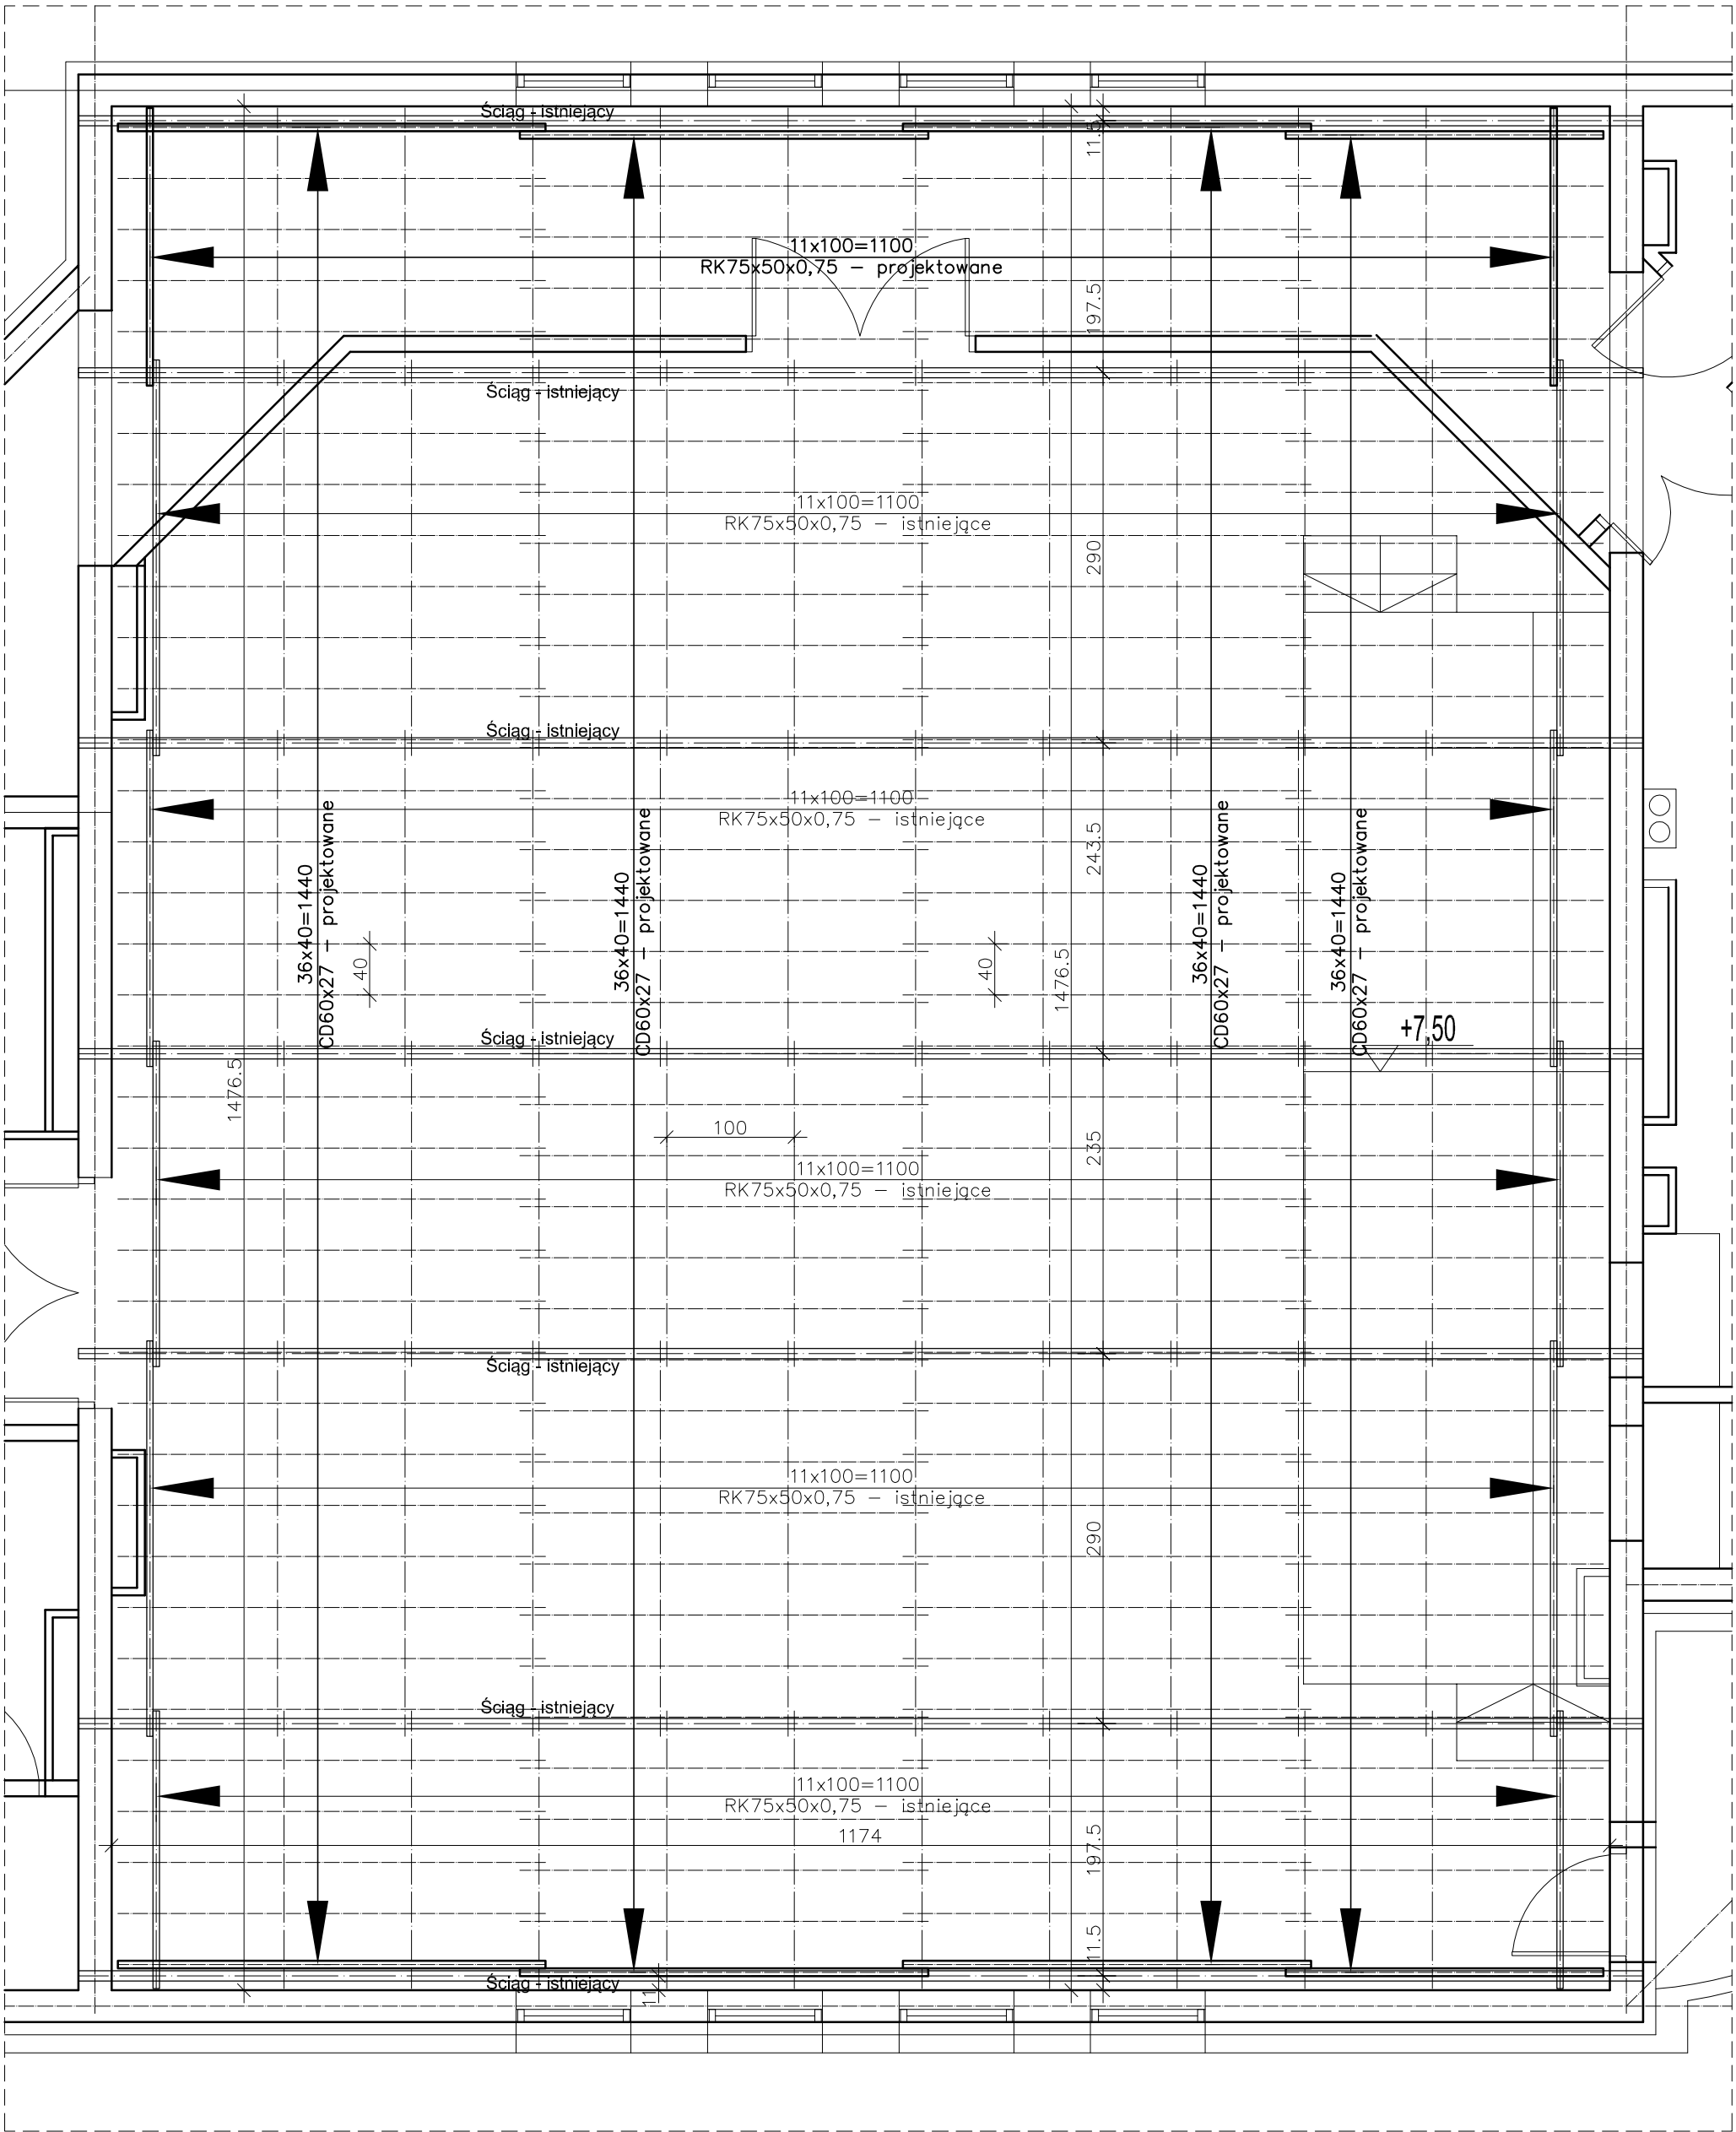 Ściąg - istniejący
11.5
11x100=1100
RK75x50x0,75 – projektowane
197.5
Ściąg - istniejący
11x100=1100
RK75x50x0,75 – istniejące
290
Ściąg - istniejący
11x100=1100
RK75x50x0,75 – istniejące
243.5
36x40=1440
CD60x27 – projektowane
36x40=1440
CD60x27 – projektowane
36x40=1440
CD60x27 – projektowane
36x40=1440
CD60x27 – projektowane
40
40
1476.5
+7,50
Ściąg - istniejący
1476.5
100
235
11x100=1100
RK75x50x0,75 – istniejące
Ściąg - istniejący
11x100=1100
RK75x50x0,75 – istniejące
290
Ściąg - istniejący
11x100=1100
RK75x50x0,75 – istniejące
1174
197.5
11.5
Ściąg - istniejący
11